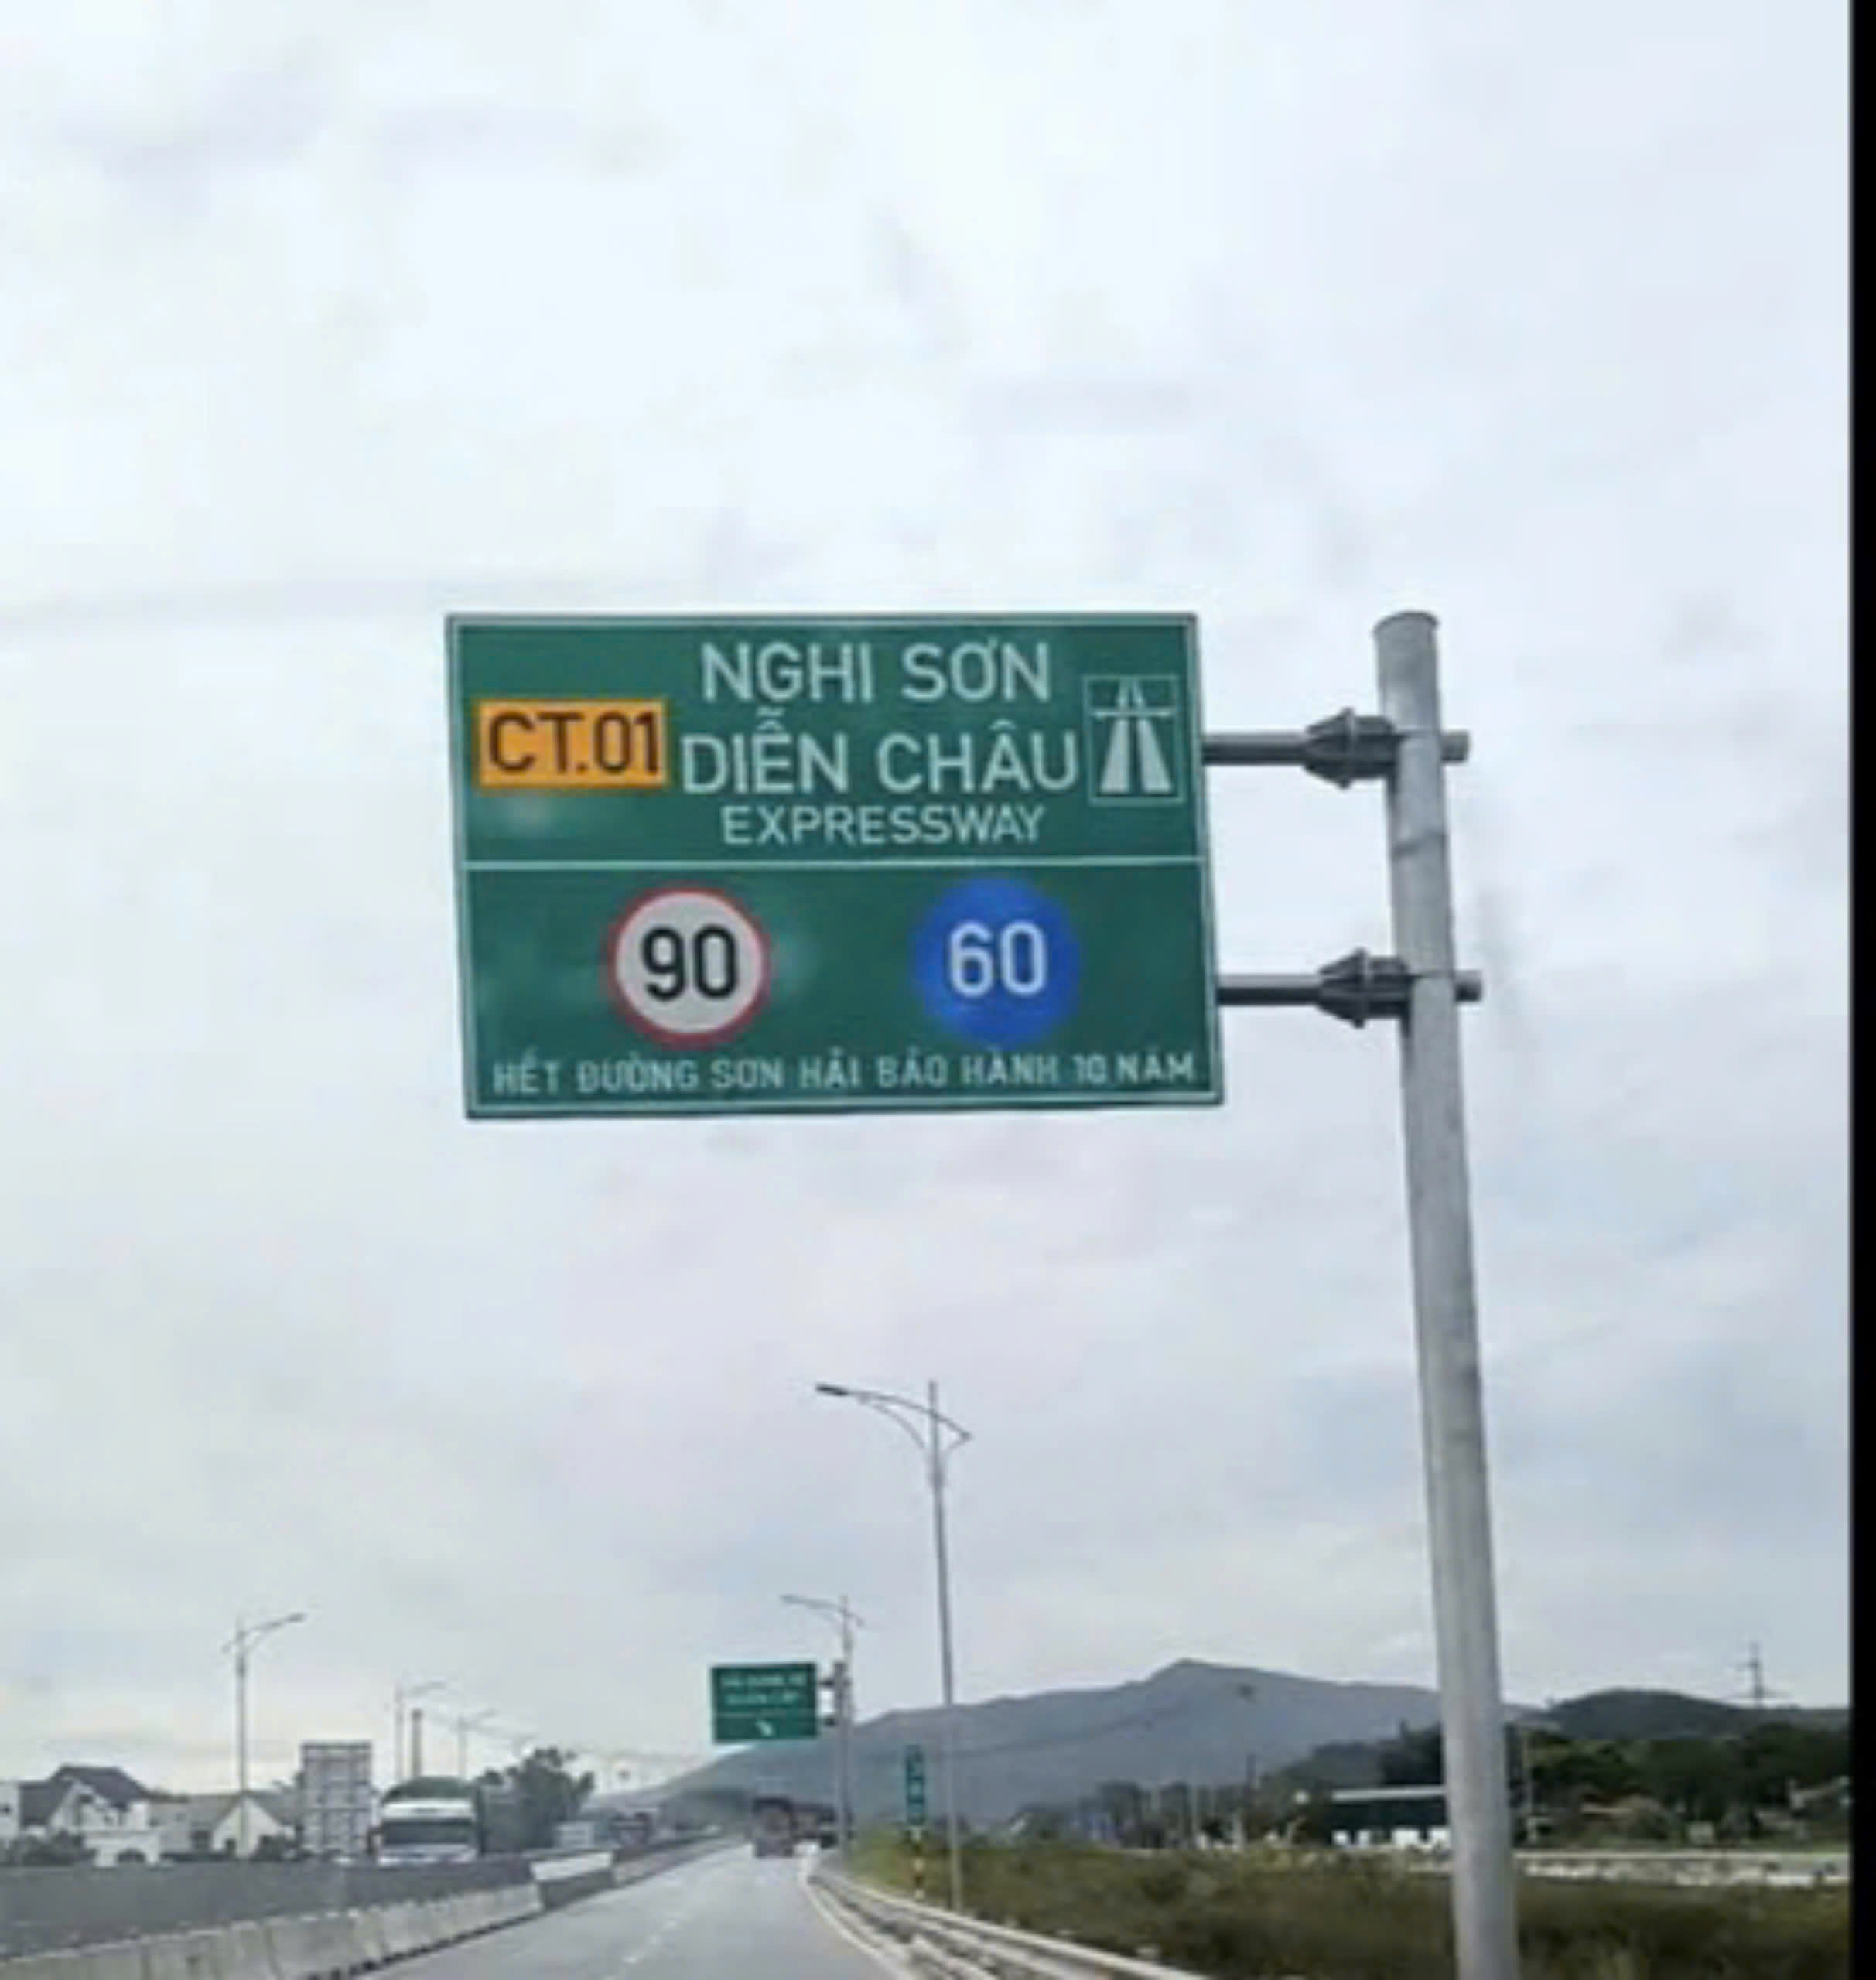 NGHI SƠN
CT.01
DIỄN CHÂU
EXPRESSWAY
90 60
HẾT ĐƯỜNG SƠN HẢI BẢO HÀNH 10 NĂM